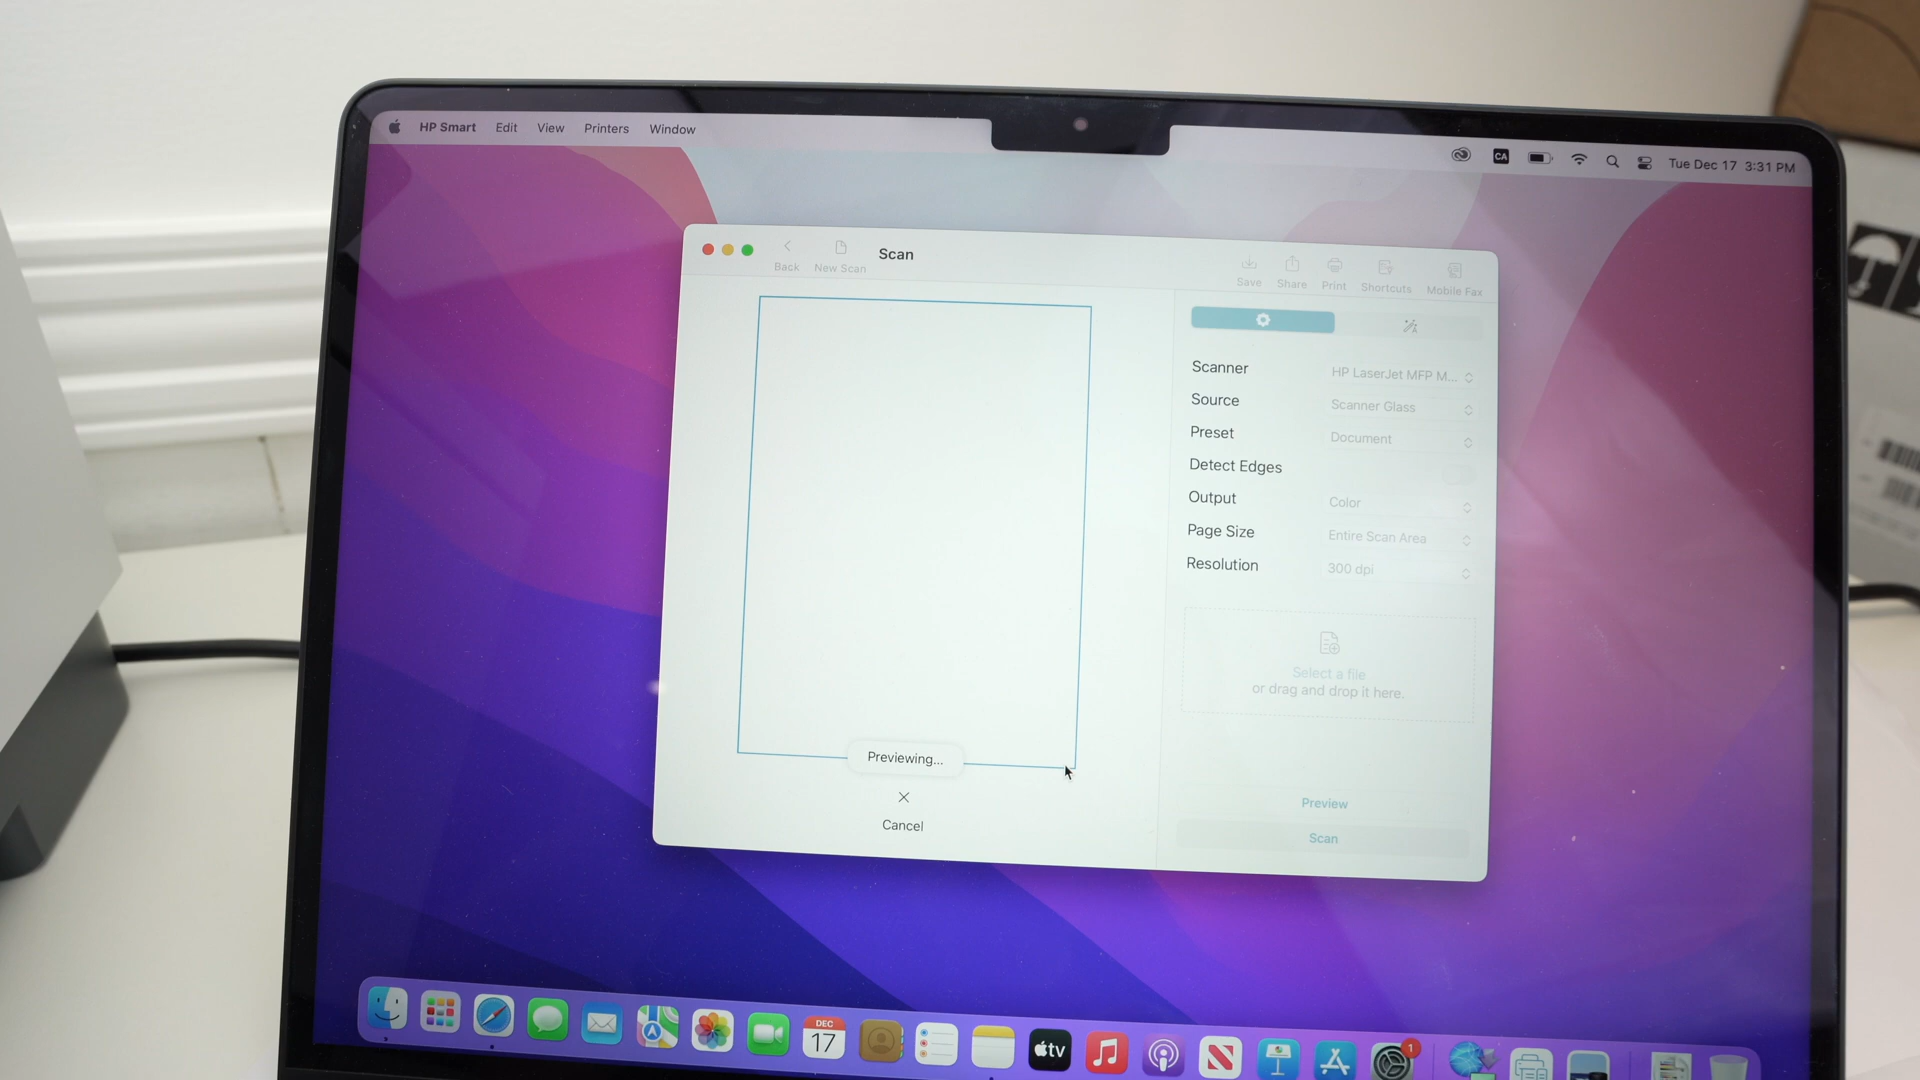 HP Smart Edit View Printers Window
CA Tue Dec 17 3:31 PM
Back New Scan Scan Save Share Print Shortcuts Mobile Fax
Scanner HP LaserJet MFP M...
Source Scanner Glass
Preset Document
Detect Edges
Output Color
Page Size Entire Scan Area
Resolution 300 dpi
Select a file
or drag and drop it here.
Previewing...
Cancel
Preview
Scan
DEC
17
tv
1